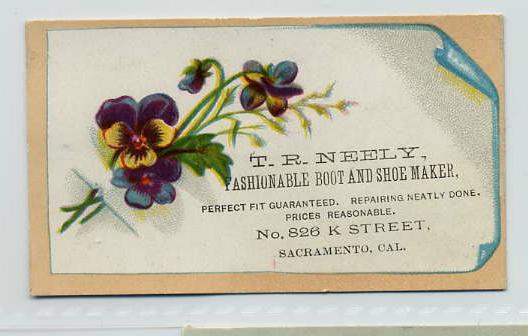 T. R. NEELY,
FASHIONABLE BOOT AND SHOE MAKER,
PERFECT FIT GUARANTEED. REPAIRING NEATLY DONE.
PRICES REASONABLE.
No. 826 K STREET,
SACRAMENTO, CAL.